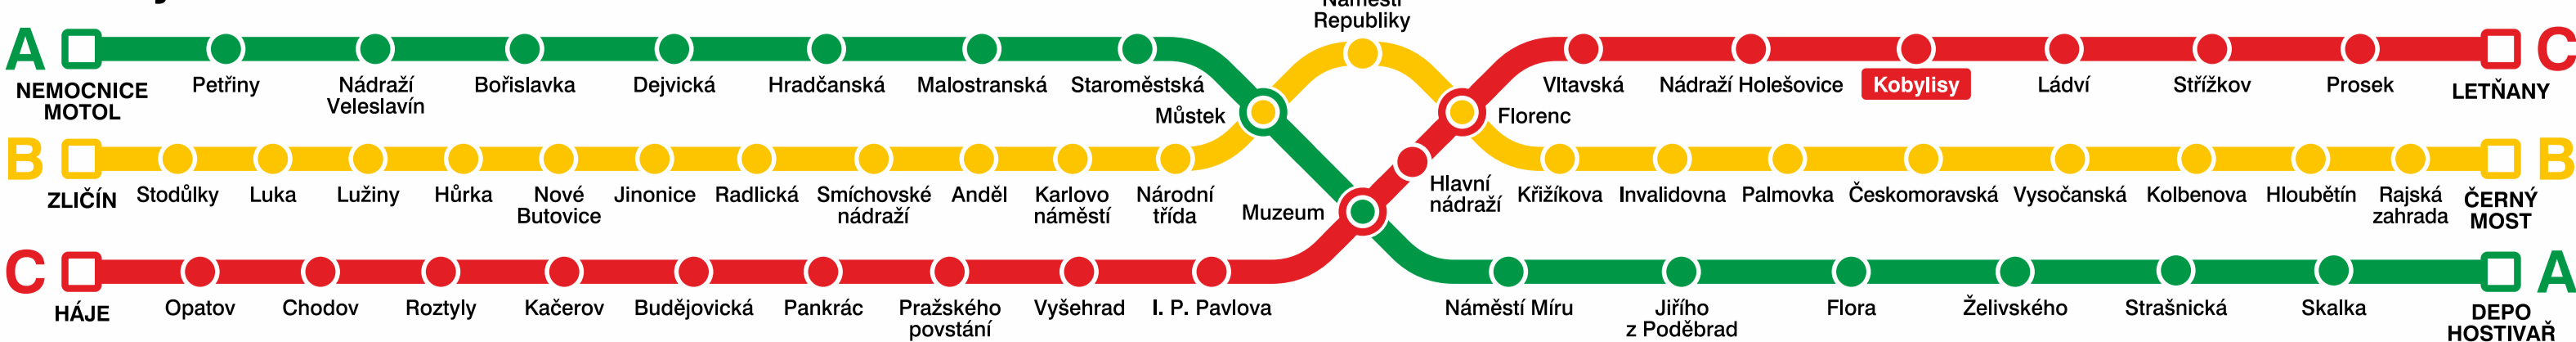 Náměstí
Republiky
A
C
NEMOCNICE
MOTOL
Petřiny
Nádraží
Veleslavín
Bořislavka
Dejvická
Hradčanská
Malostranská
Staroměstská
Můstek
Florenc
Vltavská
Nádraží Holešovice
Kobylisy
Ládví
Střížkov
Prosek
LETŇANY
B
B
ZLIČÍN
Stodůlky
Luka
Lužiny
Hůrka
Nové
Butovice
Jinonice
Radlická
Smíchovské
nádraží
Anděl
Karlovo
náměstí
Národní
třída
Muzeum
Hlavní
nádraží
Křižíkova
Invalidovna
Palmovka
Českomoravská
Vysočanská
Kolbenova
Hloubětín
Rajská
zahrada
ČERNÝ
MOST
C
A
HÁJE
Opatov
Chodov
Roztyly
Kačerov
Budějovická
Pankrác
Pražského
povstání
Vyšehrad
I. P. Pavlova
Náměstí Míru
Jiřího
z Poděbrad
Flora
Želivského
Strašnická
Skalka
DEPO
HOSTIVAŘ